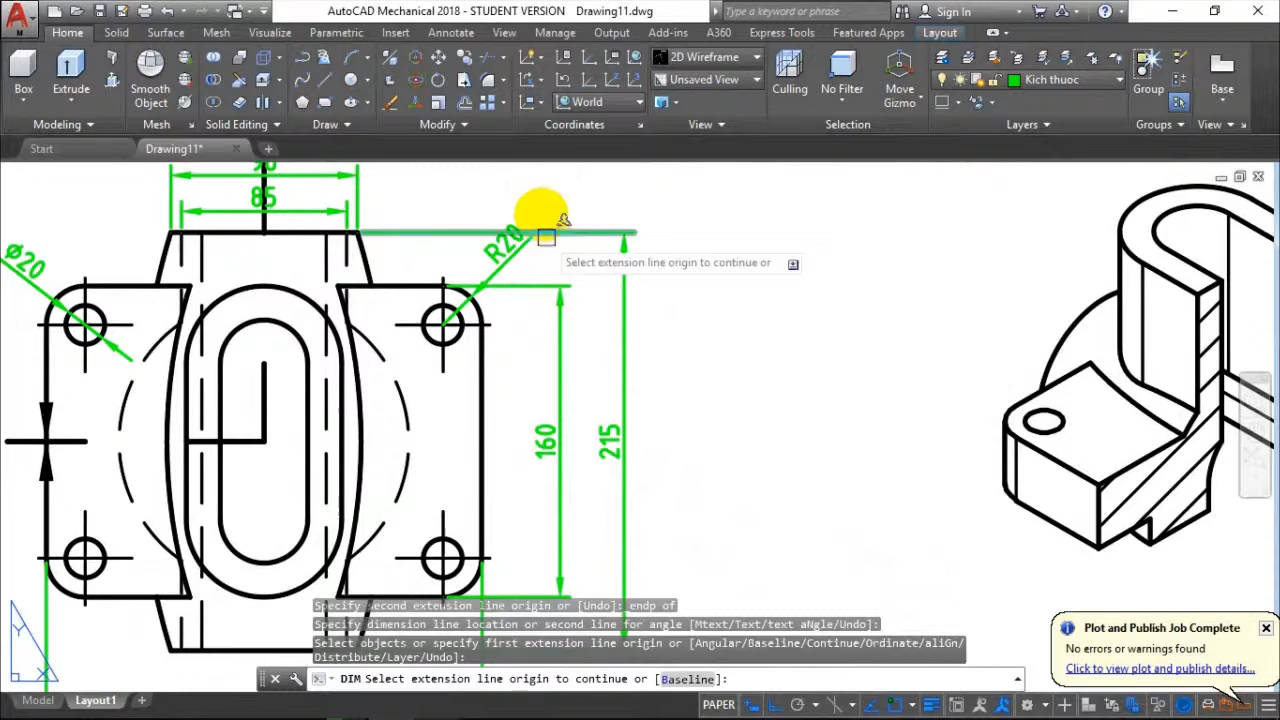 AutoCAD Mechanical 2018 - STUDENT VERSION Drawing11.dwg
Type a keyword or phrase
Sign In
Home Solid Surface Mesh Visualize Parametric Insert Annotate View Manage Output Add-ins A360 Express Tools Featured Apps Layout
2D Wireframe
Kich thuoc
Unsaved View
World
Box
Extrude
Smooth
Object
Culling
No Filter
Move
Gizmo
Group
Base
Modeling
Mesh
Solid Editing
Draw
Modify
Coordinates
View
Selection
Layers
Groups
View
Start
Drawing11*
85
ø20
R20
Select extension line origin to continue or
160
215
Specify second extension line origin or [Undo]: endp of
Specify dimension line location or second line for angle [Mtext/Text/text aNgle/Undo]:
Select objects or specify first extension line origin or [Angular/Baseline/Continue/Ordinate/aliGn/
Distribute/Layer/Undo]:
DIM Select extension line origin to continue or [Baseline]:
Plot and Publish Job Complete
No errors or warnings found
Click to view plot and publish details...
Y
X
Model
Layout1
PAPER